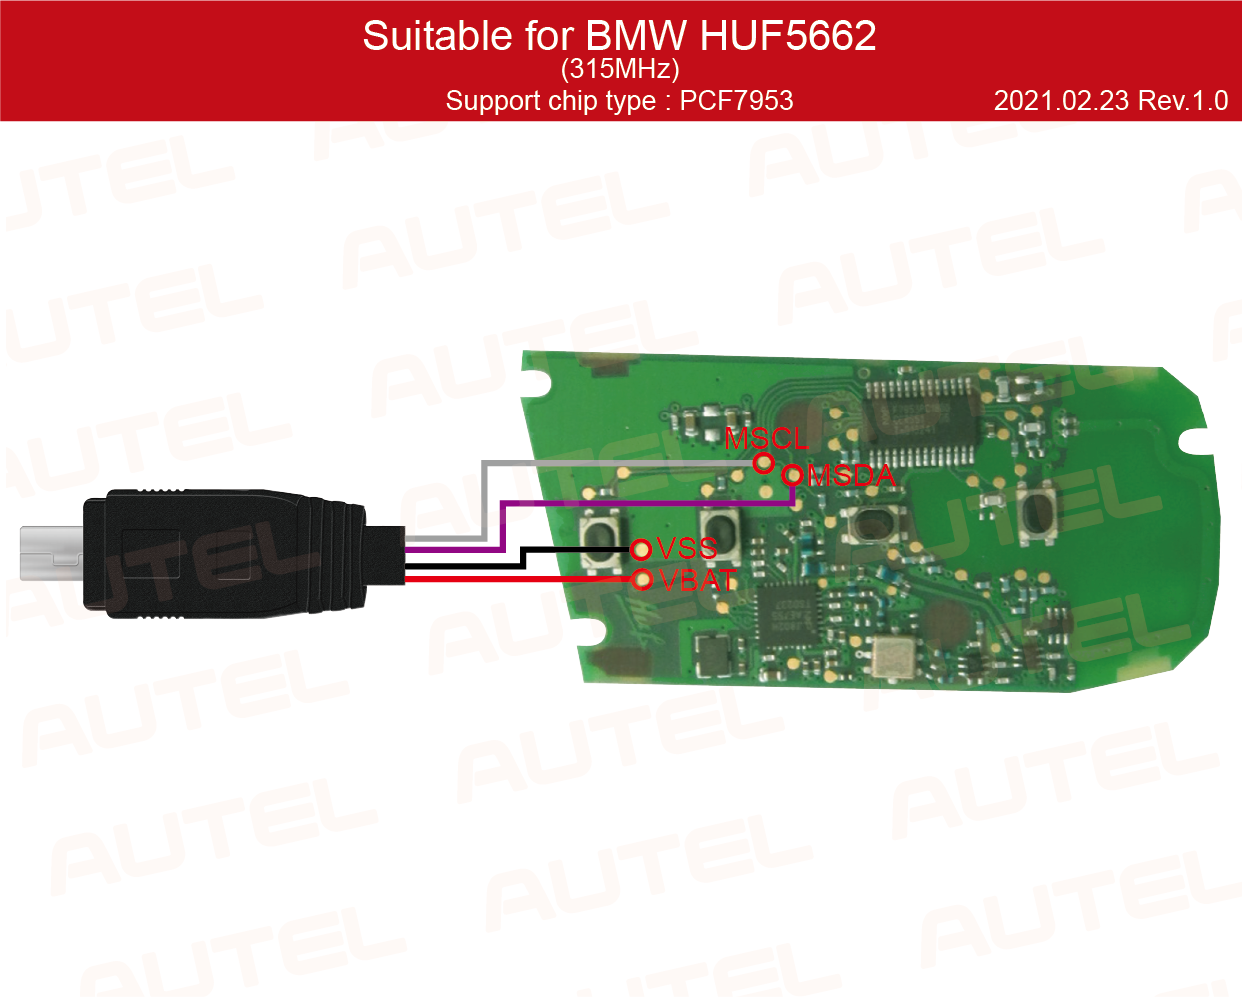 Suitable for BMW HUF5662
(315MHz)
Support chip type : PCF7953
2021.02.23 Rev.1.0
MSCL
MSDA
VSS
VBAT
AUTEL